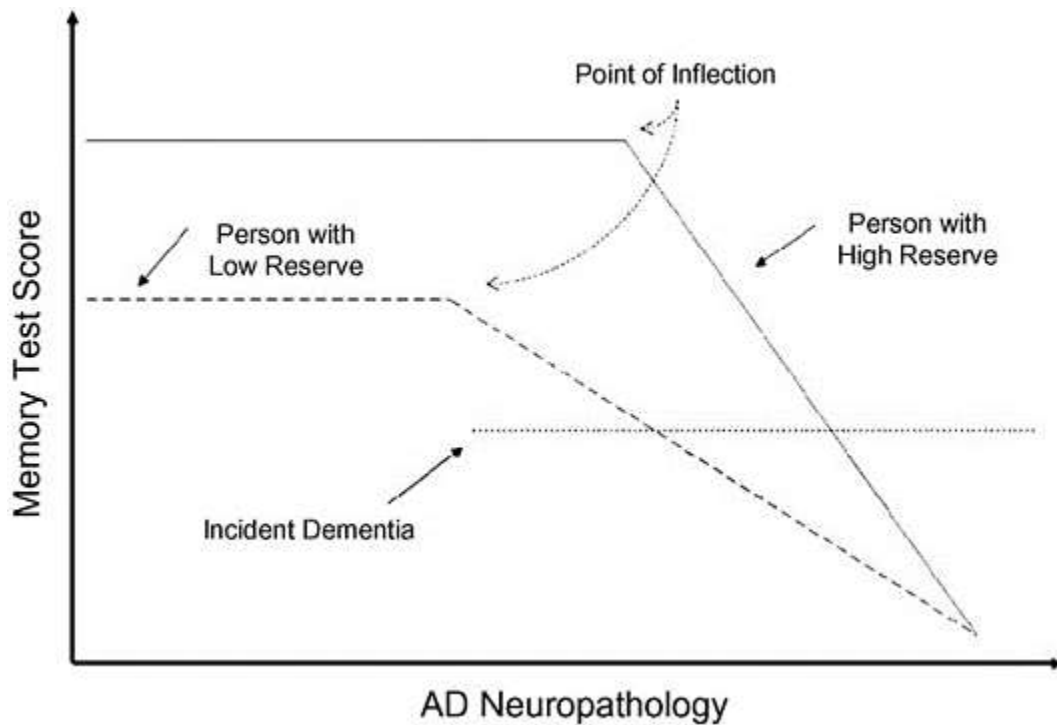 Point of Inflection
Person with
Low Reserve
Person with
High Reserve
Incident Dementia
Memory Test Score
AD Neuropathology